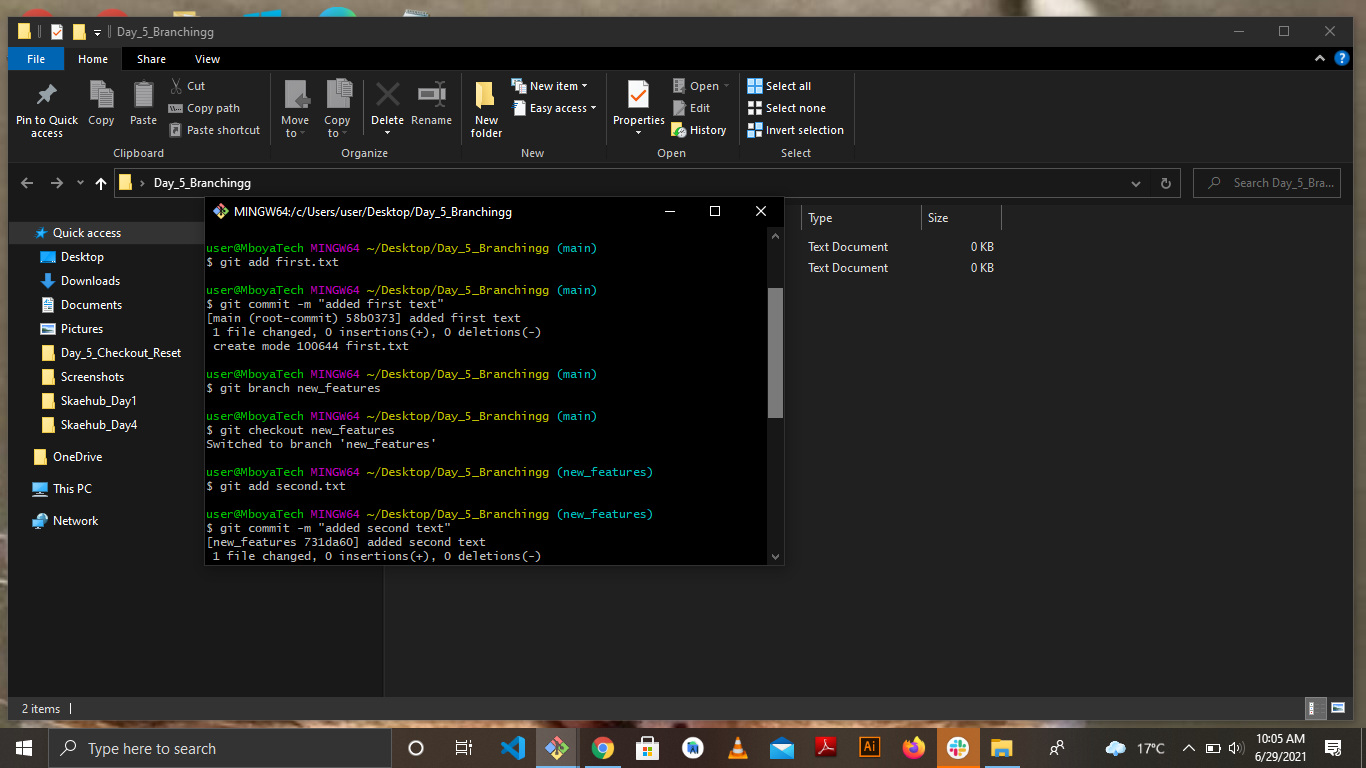 Day_5_Branchingg
File Home Share View
Pin to Quick access
Copy
Paste
Cut
Copy path
Paste shortcut
Clipboard
Move to
Copy to
Delete
Rename
Organize
New folder
New item
Easy access
New
Properties
Open
Edit
History
Open
Select all
Select none
Invert selection
Select
Day_5_Branchingg
Search Day_5_Bra...
Quick access
Desktop
Downloads
Documents
Pictures
Day_5_Checkout_Reset
Screenshots
Skaehub_Day1
Skaehub_Day4
OneDrive
This PC
Network
Type Size
Text Document 0 KB
Text Document 0 KB
MINGW64:/c/Users/user/Desktop/Day_5_Branchingg
user@MboyaTech MINGW64 ~/Desktop/Day_5_Branchingg (main)
$ git add first.txt
user@MboyaTech MINGW64 ~/Desktop/Day_5_Branchingg (main)
$ git commit -m "added first text"
[main (root-commit) 58b0373] added first text
1 file changed, 0 insertions(+), 0 deletions(-)
create mode 100644 first.txt
user@MboyaTech MINGW64 ~/Desktop/Day_5_Branchingg (main)
$ git branch new_features
user@MboyaTech MINGW64 ~/Desktop/Day_5_Branchingg (main)
$ git checkout new_features
Switched to branch 'new_features'
user@MboyaTech MINGW64 ~/Desktop/Day_5_Branchingg (new_features)
$ git add second.txt
user@MboyaTech MINGW64 ~/Desktop/Day_5_Branchingg (new_features)
$ git commit -m "added second text"
[new_features 731da60] added second text
1 file changed, 0 insertions(+), 0 deletions(-)
2 items
Type here to search
Ai
17°C
10:05 AM
6/29/2021